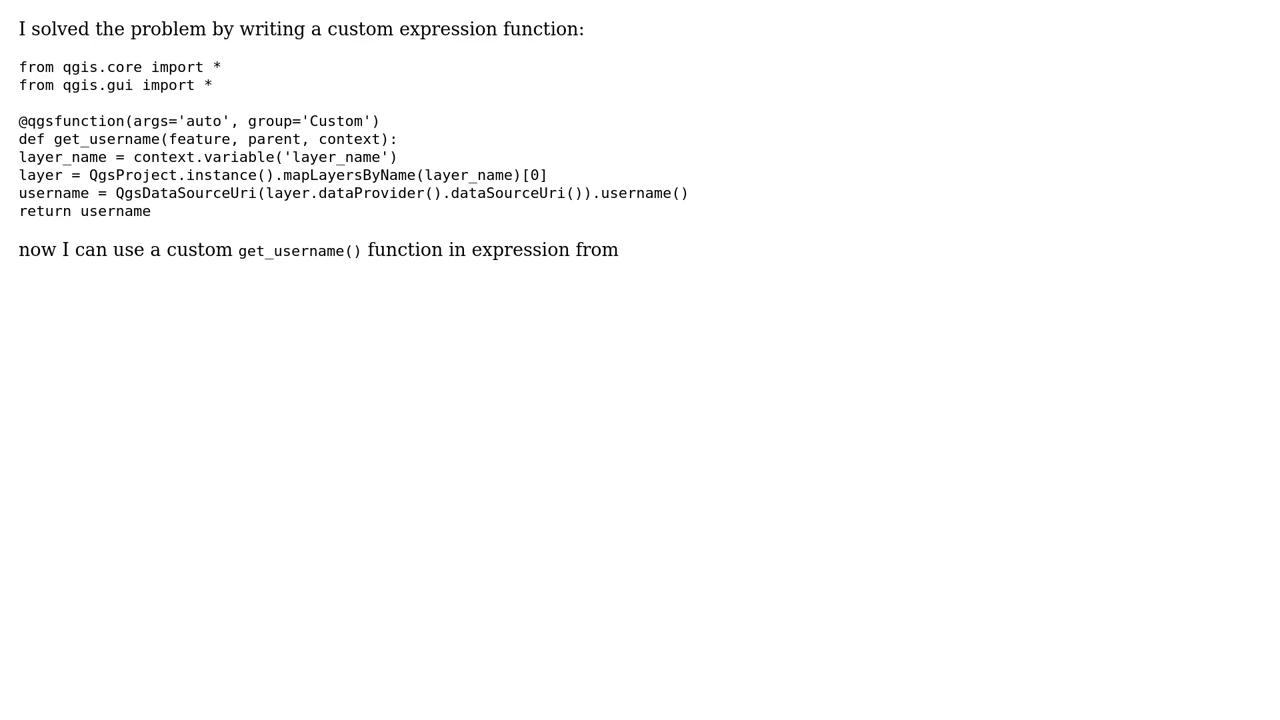 I solved the problem by writing a custom expression function:
from qgis.core import *
from qgis.gui import *
@qgsfunction(args='auto', group='Custom')
def get_username(feature, parent, context):
layer_name = context.variable('layer_name')
layer = QgsProject.instance().mapLayersByName(layer_name)[0]
username = QgsDataSourceUri(layer.dataProvider().dataSourceUri()).username()
return username
now I can use a custom get_username() function in expression from